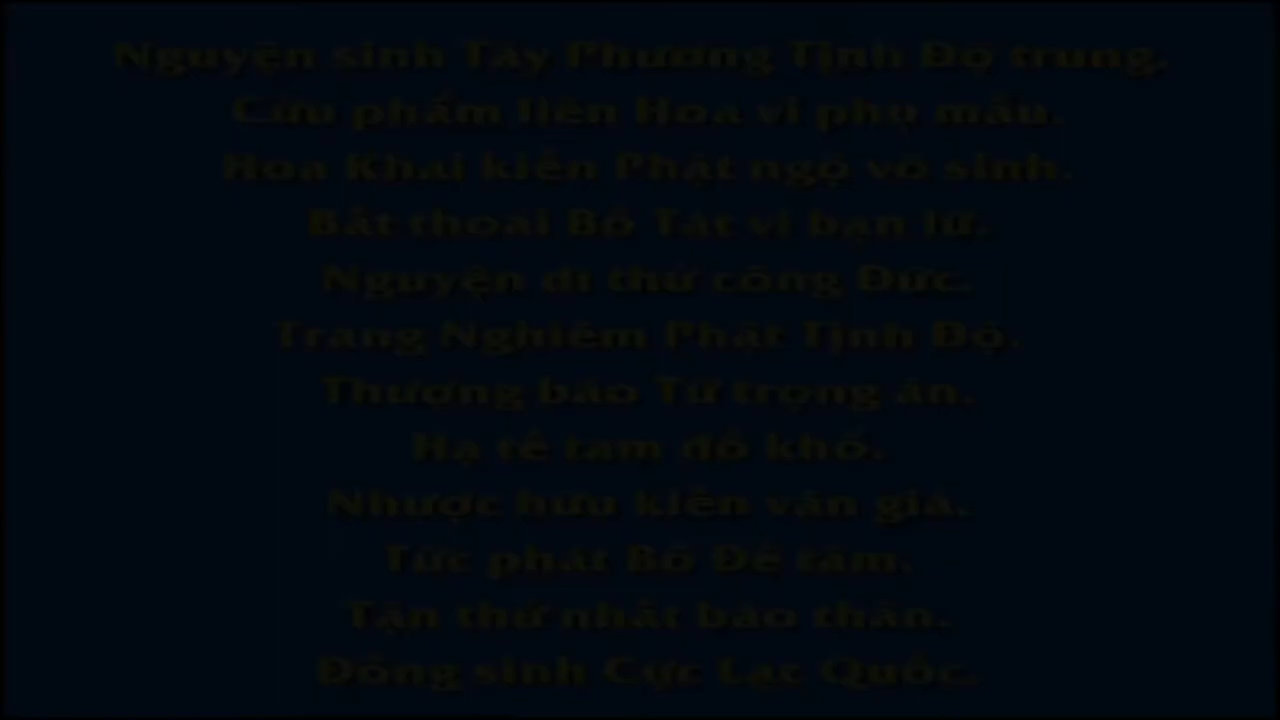 Nguyện sinh Tây Phương Tịnh Độ trung.
Cửu phẩm liên Hoa vi phụ mẫu.
Hoa Khai kiến Phật ngộ vô sinh.
Bất thoái Bồ Tát vi bạn lữ.
Nguyện dĩ thử công Đức.
Trang Nghiêm Phật Tịnh Độ.
Thượng báo Tứ trọng ân.
Hạ tế tam đồ khổ.
Nhược hữu kiến văn giả.
Tức phát Bồ Đề tâm.
Tận thử nhất báo thân.
Đồng sinh Cực Lạc Quốc.